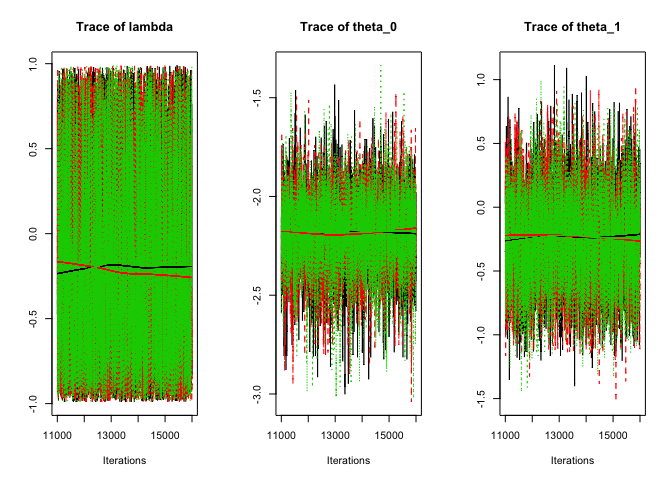 Trace of lambda
1.0
0.5
0.0
-0.5
-1.0
11000 13000 15000
Iterations
Trace of theta_0
-1.5
-2.0
-2.5
-3.0
11000 13000 15000
Iterations
Trace of theta_1
1.0
0.5
0.0
-0.5
-1.0
-1.5
11000 13000 15000
Iterations